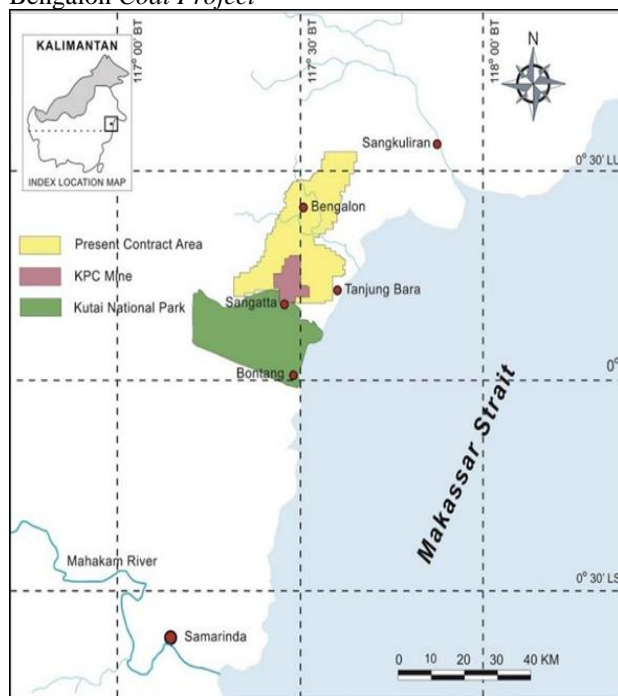 Bengalon Coal Project
KALIMANTAN
INDEX LOCATION MAP
117° 00' BT
117° 30' BT
118° 00' BT
N
Sangkuliran
0° 30' LU
Bengalon
Present Contract Area
KPC Mine
Kutai National Park
Tanjung Bara
Sangatta
Bontang
0°
Makassar Strait
Mahakam River
0° 30' LS
Samarinda
0 10 20 30 40 KM